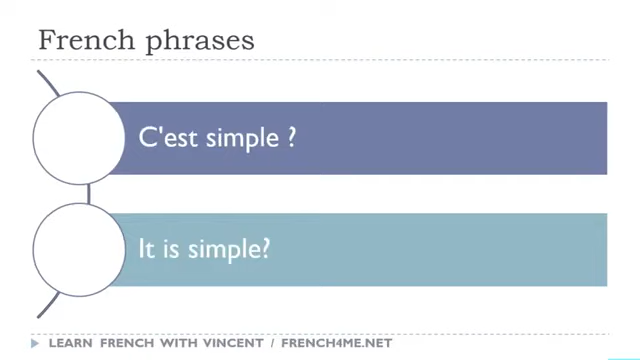 French phrases
C'est simple ?
It is simple?
LEARN FRENCH WITH VINCENT / FRENCH4ME.NET